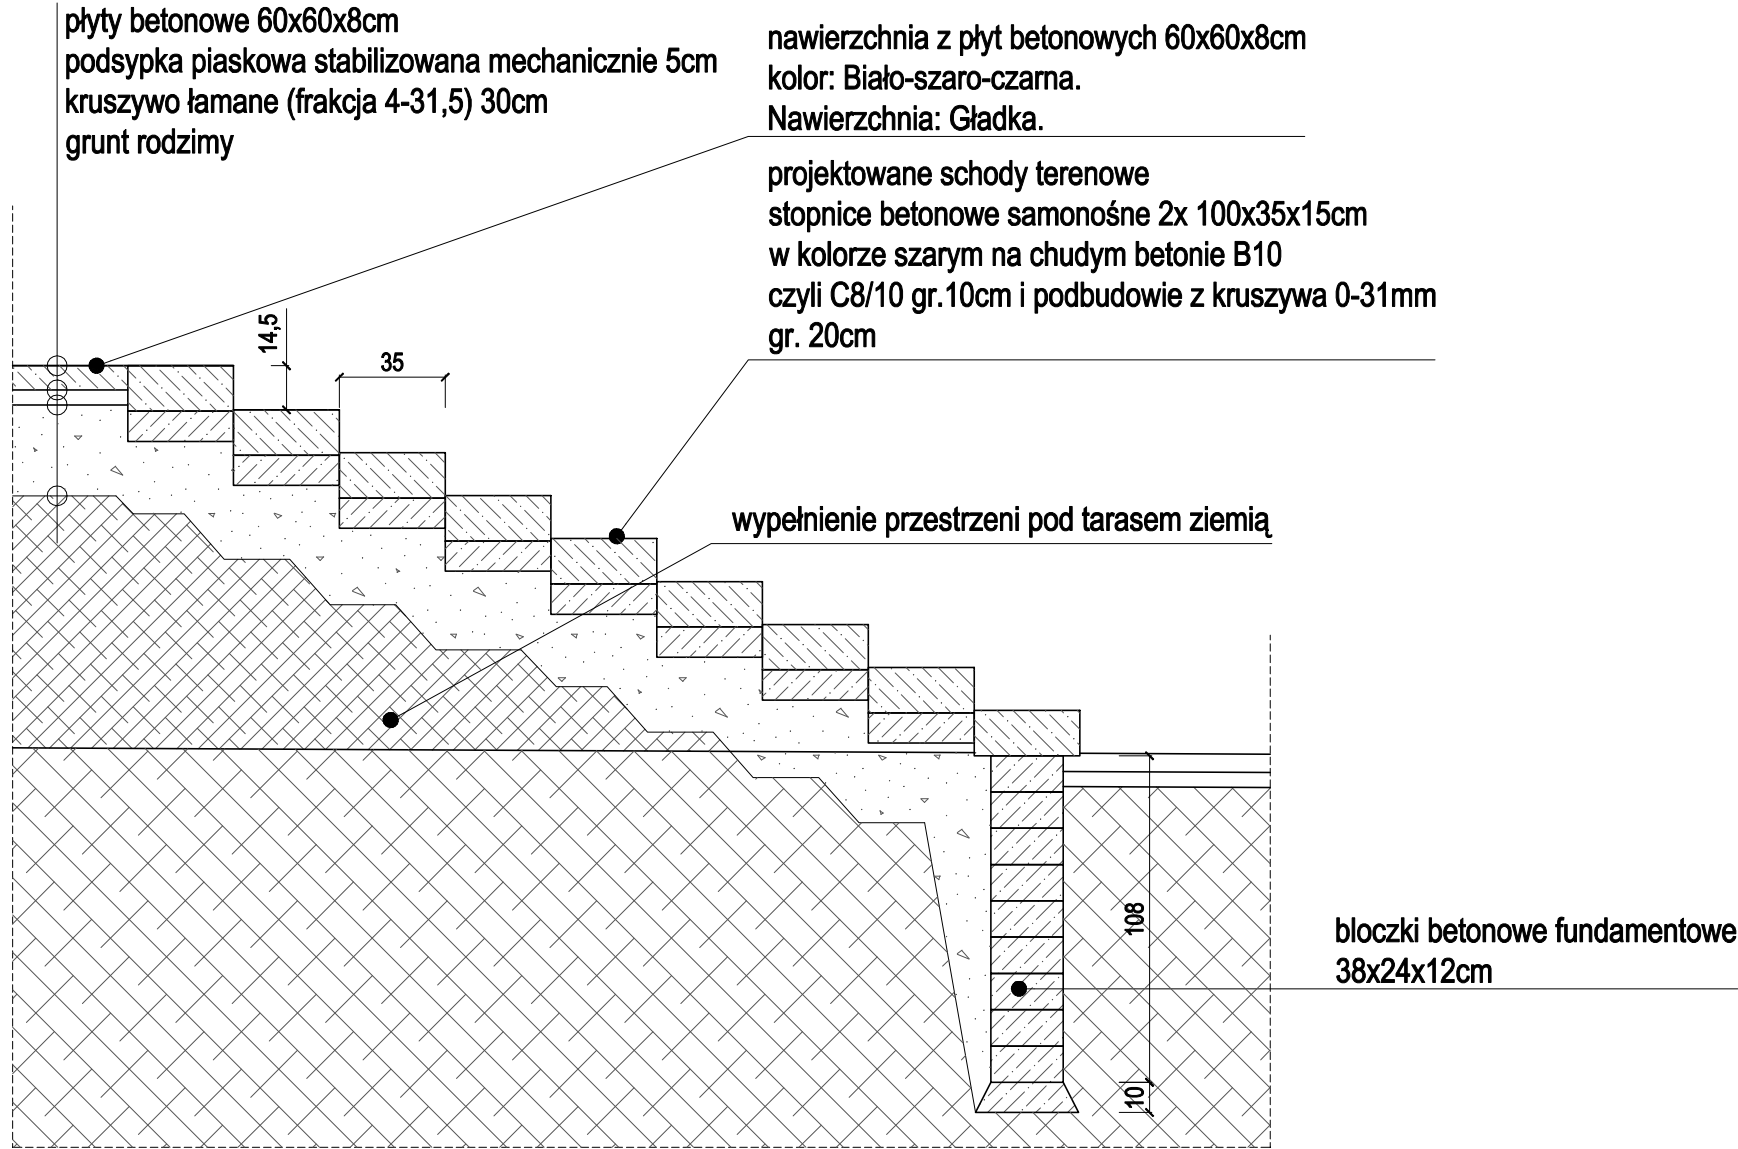 płyty betonowe 60x60x8cm
podsypka piaskowa stabilizowana mechanicznie 5cm
kruszywo łamane (frakcja 4-31,5) 30cm
grunt rodzimy
nawierzchnia z płyt betonowych 60x60x8cm
kolor: Biało-szaro-czarna.
Nawierzchnia: Gładka.
projektowane schody terenowe
stopnice betonowe samonośne 2x 100x35x15cm
w kolorze szarym na chudym betonie B10
czyli C8/10 gr.10cm i podbudowie z kruszywa 0-31mm
gr. 20cm
14,5
35
wypełnienie przestrzeni pod tarasem ziemią
108
bloczki betonowe fundamentowe
38x24x12cm
10